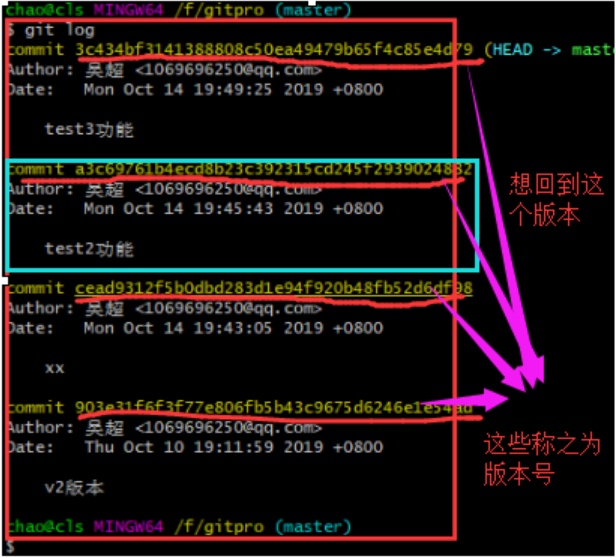 chao@cls MINGW64 /f/gitpro (master)
$ git log
commit 3c434bf3141388808c50ea49479b65f4c85e4d79 (HEAD -> mast
Author: 吴超 <1069696250@qq.com>
Date:   Mon Oct 14 19:49:25 2019 +0800
test3功能
commit a3c69761b4ecd8b23c392315cd245f2939024832
Author: 吴超 <1069696250@qq.com>
Date:   Mon Oct 14 19:45:43 2019 +0800
test2功能
想回到这
个版本
commit cead9312f5b0dbd283d1e94f920b48fb52d6df98
Author: 吴超 <1069696250@qq.com>
Date:   Mon Oct 14 19:43:05 2019 +0800
xx
commit 903e31f6f3f77e806fb5b43c9675d6246e1e54ad
Author: 吴超 <1069696250@qq.com>
Date:   Thu Oct 10 19:11:59 2019 +0800
v2版本
这些称之为
版本号
chao@cls MINGW64 /f/gitpro (master)
$